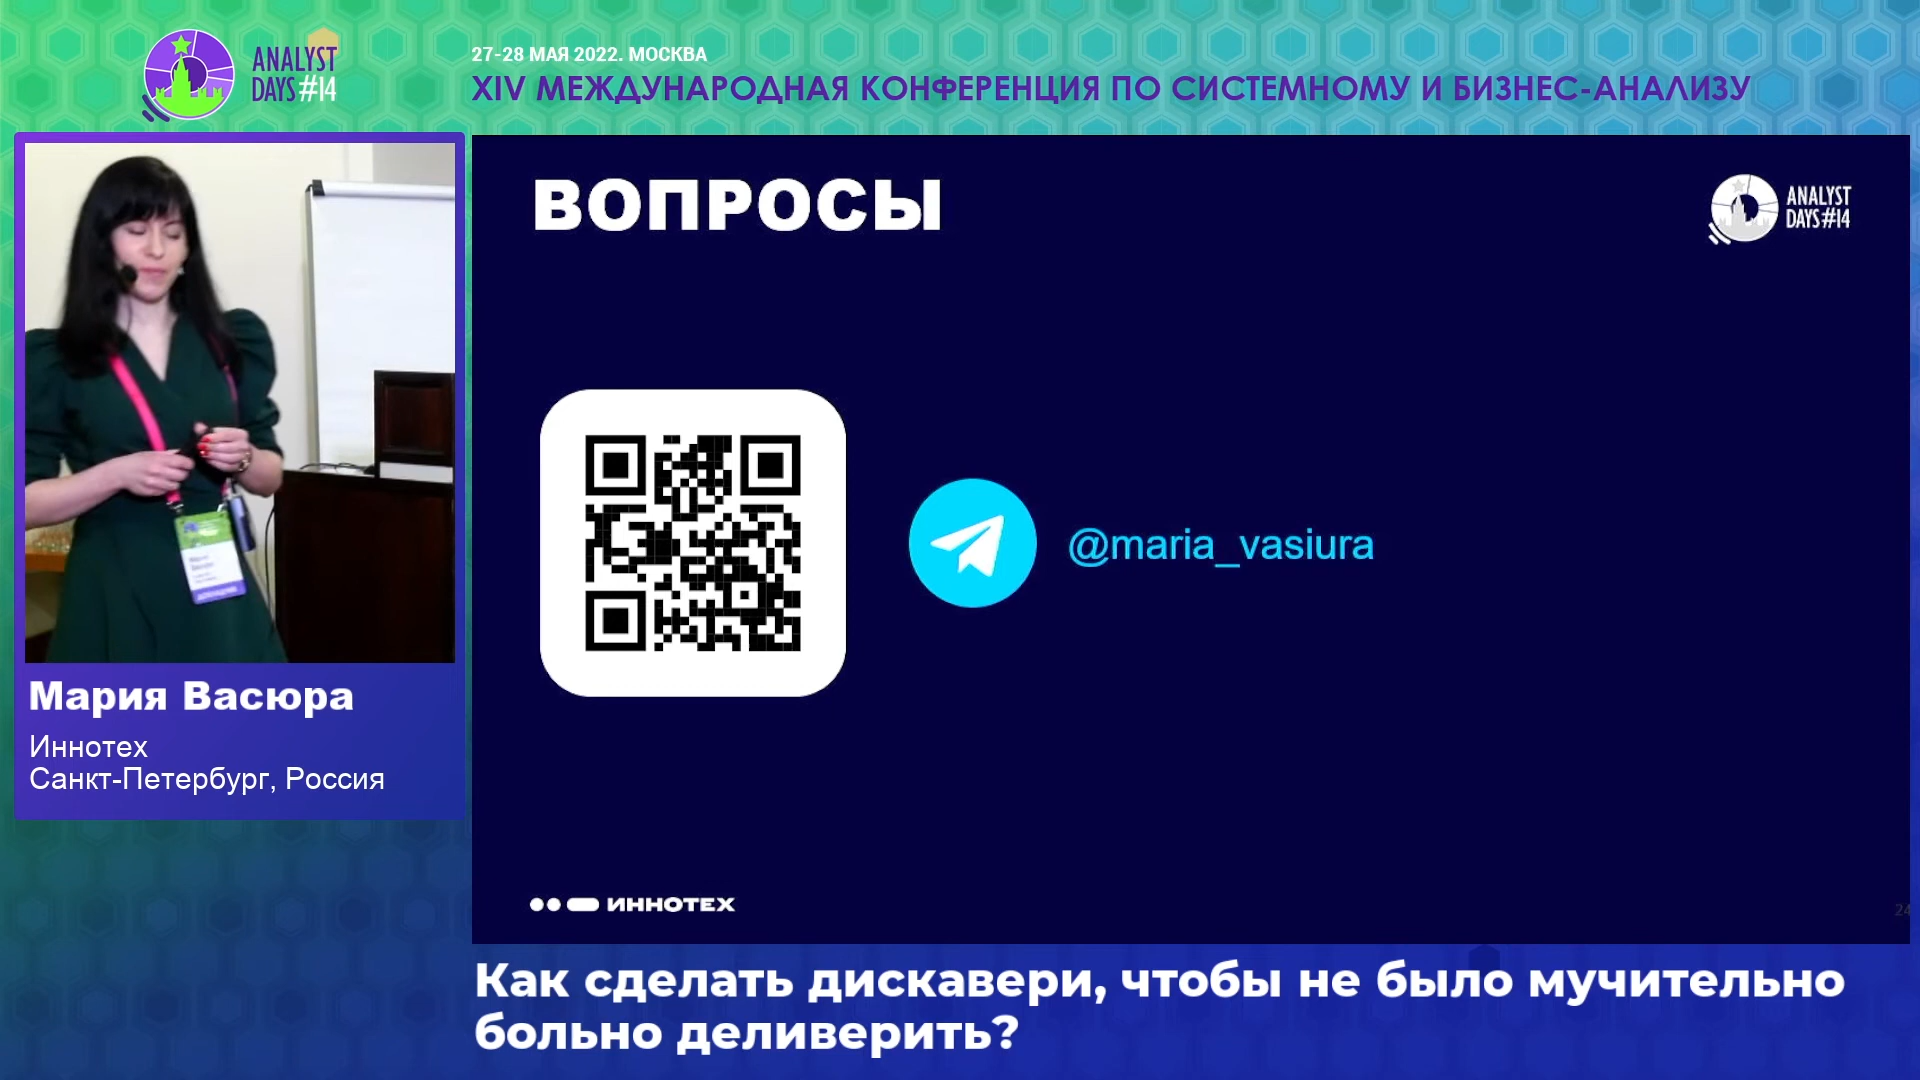 ANALYST
DAYS#14
27-28 МАЯ 2022. МОСКВА
XIV МЕЖДУНАРОДНАЯ КОНФЕРЕНЦИЯ ПО СИСТЕМНОМУ И БИЗНЕС-АНАЛИЗУ
ВОПРОСЫ
ANALYST
DAYS#14
@maria_vasiura
Мария Васюра
Иннотех
Санкт-Петербург, Россия
ИННОТЕХ
24
Как сделать дискавери, чтобы не было мучительно
больно деливерить?